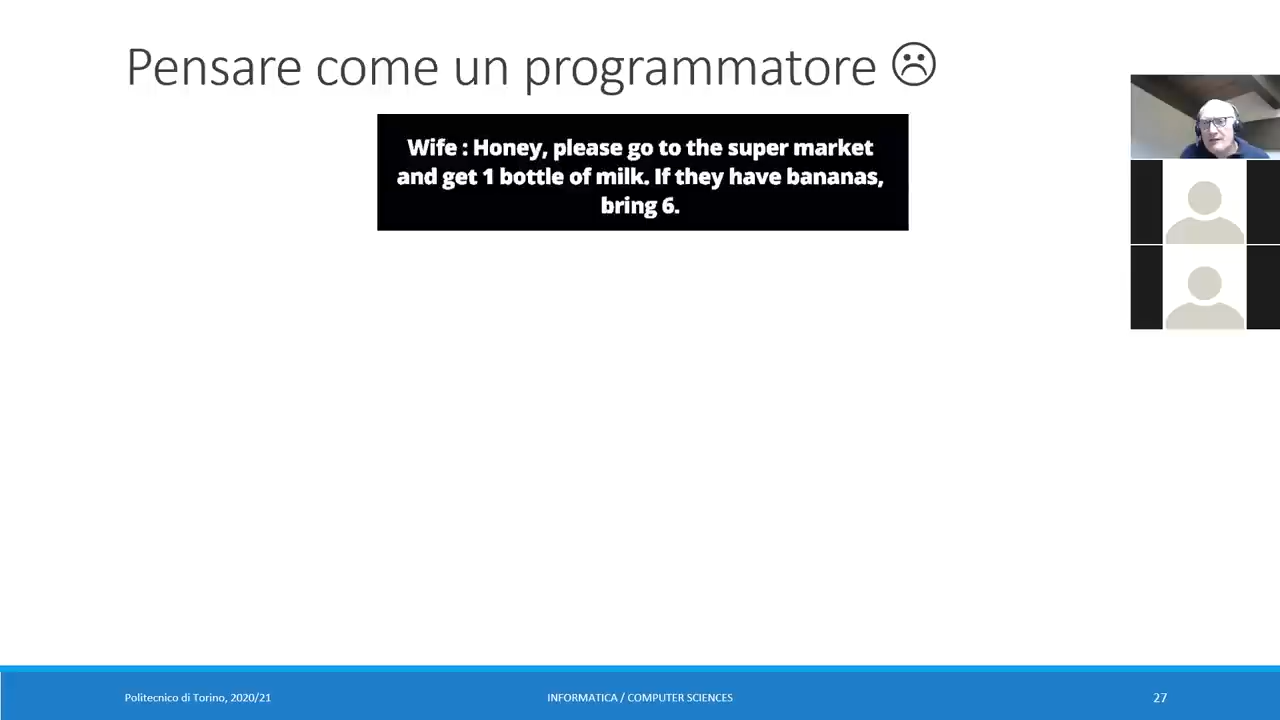 Pensare come un programmatore ☹
Wife : Honey, please go to the super market
and get 1 bottle of milk. If they have bananas,
bring 6.
Politecnico di Torino, 2020/21
INFORMATICA / COMPUTER SCIENCES
27